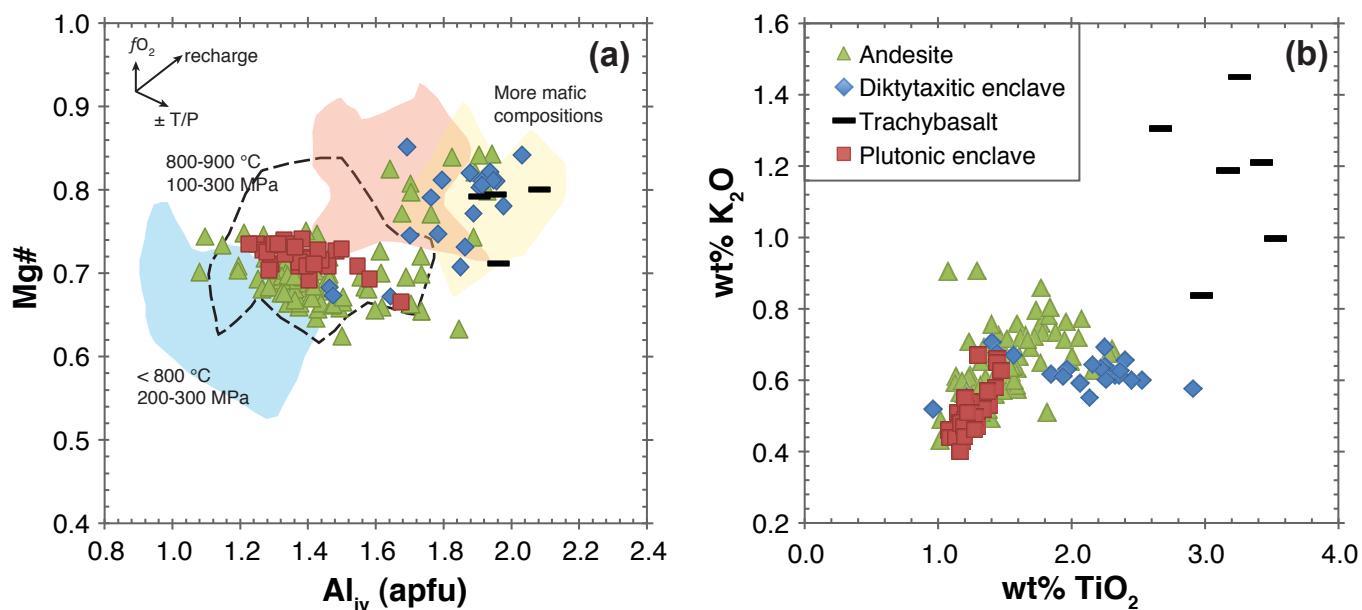 (a)
fO2
recharge
± T/P
More mafic
compositions
800-900 °C
100-300 MPa
< 800 °C
200-300 MPa
1.0
0.9
0.8
0.7
0.6
0.5
0.4
Mg#
0.8 1.0 1.2 1.4 1.6 1.8 2.0 2.2 2.4
Aliv (apfu)
(b)
Andesite
Diktytaxitic enclave
Trachybasalt
Plutonic enclave
1.6
1.4
1.2
1.0
0.8
0.6
0.4
0.2
wt% K2O
0.0 1.0 2.0 3.0 4.0
wt% TiO2